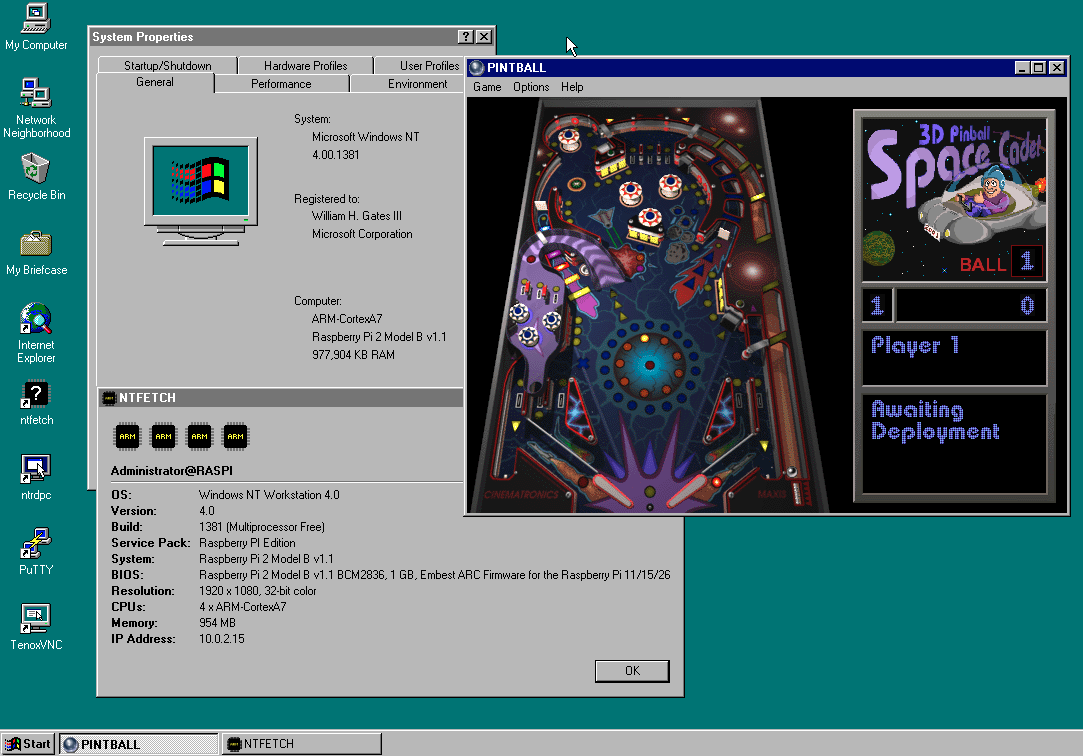 My Computer
Network
Neighborhood
Recycle Bin
My Briefcase
Internet
Explorer
ntfetch
ntrdpc
PuTTY
TenoxVNC
System Properties
Startup/Shutdown
Hardware Profiles
User Profiles
General
Performance
Environment
System:
Microsoft Windows NT
4.00.1381
Registered to:
William H. Gates III
Microsoft Corporation
Computer:
ARM-CortexA7
Raspberry Pi 2 Model B v1.1
977,904 KB RAM
NTFETCH
ARM ARM ARM ARM
Administrator@RASPI
OS: Windows NT Workstation 4.0
Version: 4.0
Build: 1381 (Multiprocessor Free)
Service Pack: Raspberry PI Edition
System: Raspberry Pi 2 Model B v1.1
BIOS: Raspberry Pi 2 Model B v1.1 BCM2836, 1 GB, Embest ARC Firmware for the Raspberry Pi 11/15/26
Resolution: 1920 x 1080, 32-bit color
CPUs: 4 x ARM-CortexA7
Memory: 954 MB
IP Address: 10.0.2.15
OK
PINTBALL
Game Options Help
3D Pinball
Space Cadet
BALL 1
1 0
Player 1
Awaiting
Deployment
CINEMATRONICS
MAXIS
Start
PINTBALL
NTFETCH